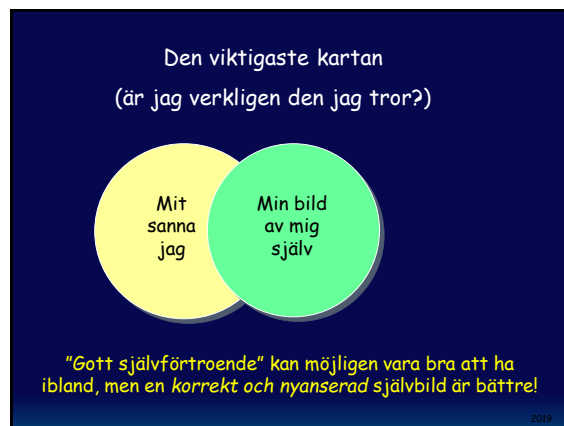 Den viktigaste kartan
(är jag verkligen den jag tror?)
Mit
sanna
jag
Min bild
av mig
själv
”Gott självförtroende” kan möjligen vara bra att ha
ibland, men en korrekt och nyanserad självbild är bättre!
2019